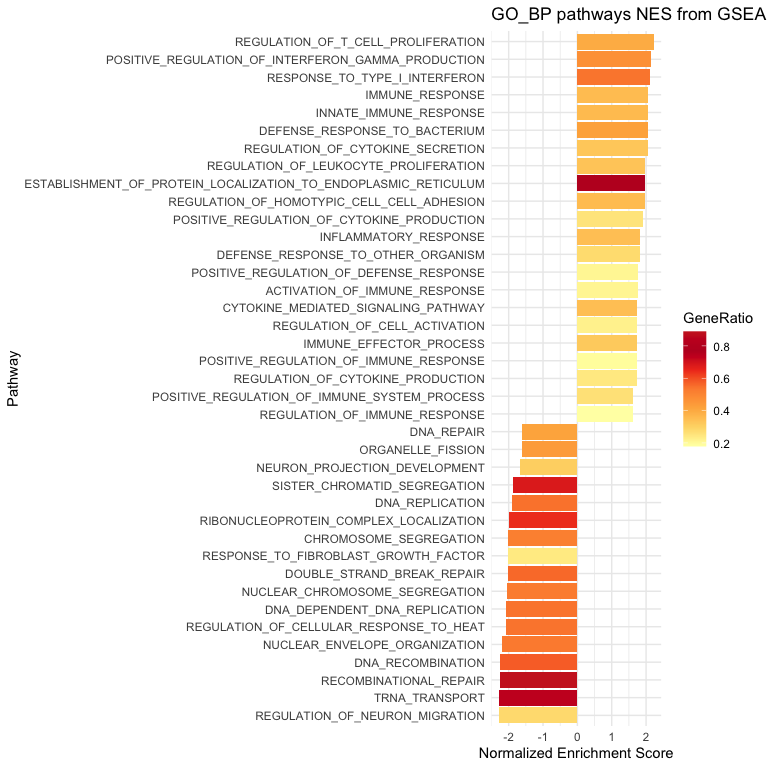 GO_BP pathways NES from GSEA
REGULATION_OF_T_CELL_PROLIFERATION
POSITIVE_REGULATION_OF_INTERFERON_GAMMA_PRODUCTION
RESPONSE_TO_TYPE_I_INTERFERON
IMMUNE_RESPONSE
INNATE_IMMUNE_RESPONSE
DEFENSE_RESPONSE_TO_BACTERIUM
REGULATION_OF_CYTOKINE_SECRETION
REGULATION_OF_LEUKOCYTE_PROLIFERATION
ESTABLISHMENT_OF_PROTEIN_LOCALIZATION_TO_ENDOPLASMIC_RETICULUM
REGULATION_OF_HOMOTYPIC_CELL_CELL_ADHESION
POSITIVE_REGULATION_OF_CYTOKINE_PRODUCTION
INFLAMMATORY_RESPONSE
DEFENSE_RESPONSE_TO_OTHER_ORGANISM
POSITIVE_REGULATION_OF_DEFENSE_RESPONSE
ACTIVATION_OF_IMMUNE_RESPONSE
CYTOKINE_MEDIATED_SIGNALING_PATHWAY
REGULATION_OF_CELL_ACTIVATION
IMMUNE_EFFECTOR_PROCESS
POSITIVE_REGULATION_OF_IMMUNE_RESPONSE
REGULATION_OF_CYTOKINE_PRODUCTION
POSITIVE_REGULATION_OF_IMMUNE_SYSTEM_PROCESS
REGULATION_OF_IMMUNE_RESPONSE
DNA_REPAIR
ORGANELLE_FISSION
NEURON_PROJECTION_DEVELOPMENT
SISTER_CHROMATID_SEGREGATION
DNA_REPLICATION
RIBONUCLEOPROTEIN_COMPLEX_LOCALIZATION
CHROMOSOME_SEGREGATION
RESPONSE_TO_FIBROBLAST_GROWTH_FACTOR
DOUBLE_STRAND_BREAK_REPAIR
NUCLEAR_CHROMOSOME_SEGREGATION
DNA_DEPENDENT_DNA_REPLICATION
REGULATION_OF_CELLULAR_RESPONSE_TO_HEAT
NUCLEAR_ENVELOPE_ORGANIZATION
DNA_RECOMBINATION
RECOMBINATIONAL_REPAIR
TRNA_TRANSPORT
REGULATION_OF_NEURON_MIGRATION
Pathway
-2 -1 0 1 2
Normalized Enrichment Score
GeneRatio
0.8
0.6
0.4
0.2